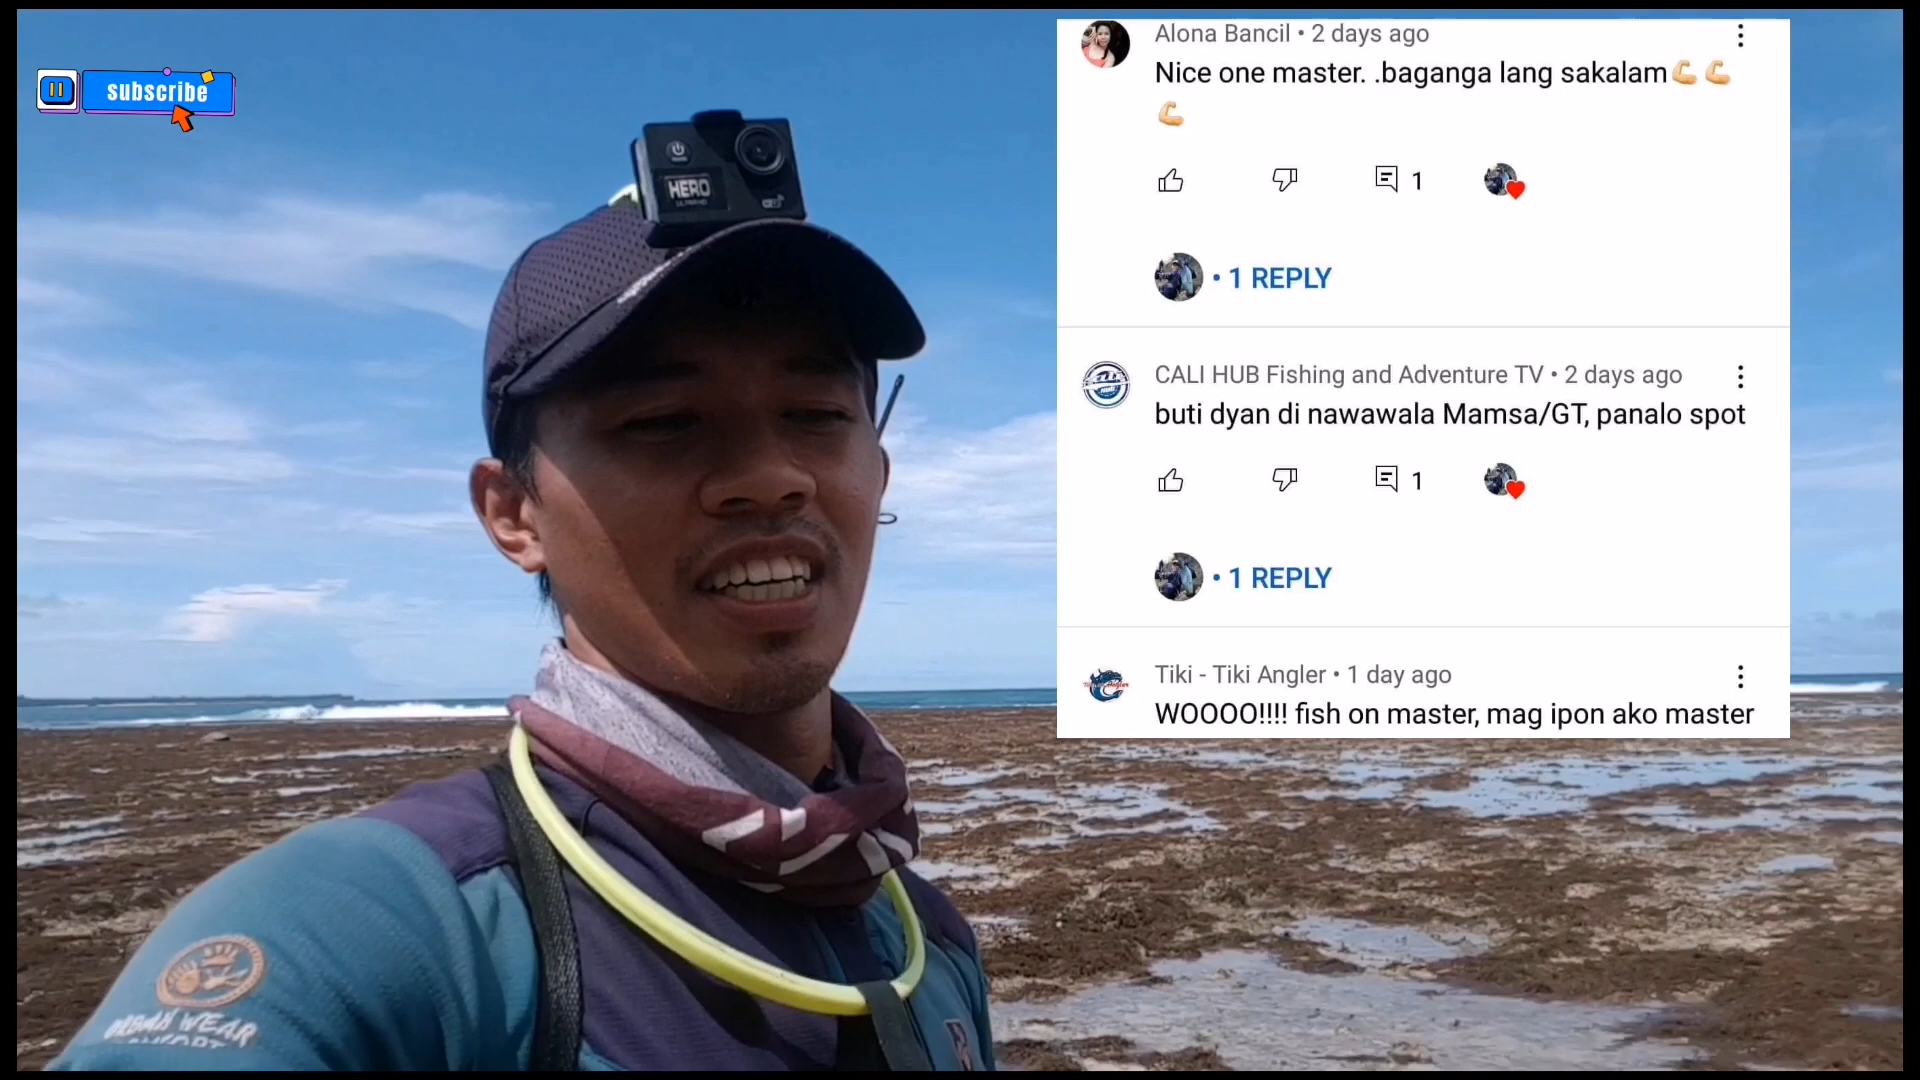 subscribe
HERO
ULTRA HD
Alona Bancil • 2 days ago
Nice one master. .baganga lang sakalam💪🏼💪🏼
💪🏼
1
• 1 REPLY
CALI HUB Fishing and Adventure TV • 2 days ago
buti dyan di nawawala Mamsa/GT, panalo spot
1
• 1 REPLY
Tiki - Tiki Angler • 1 day ago
WOOOO!!!! fish on master, mag ipon ako master
URBAN WEAR